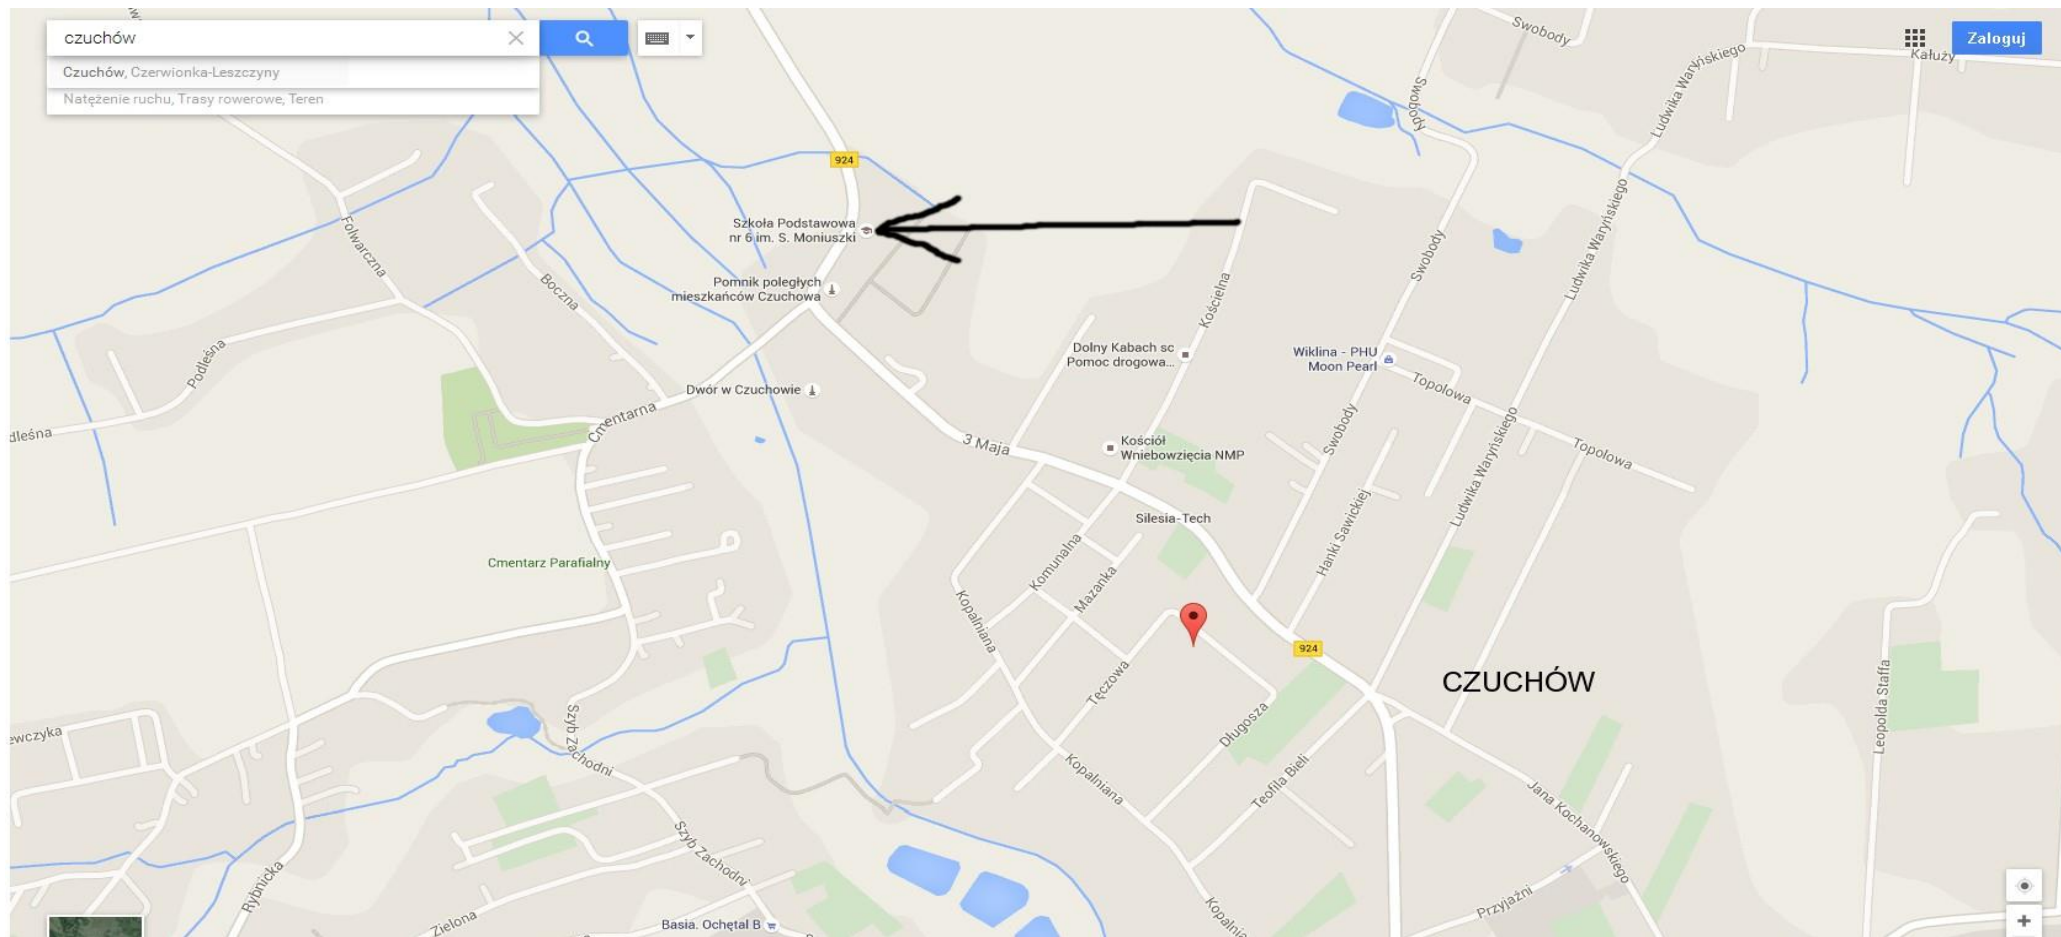 czuchów
Zaloguj
Czuchów, Czerwionka-Leszczyny
Natężenie ruchu, Trasy rowerowe, Teren
Swobody
Ludwika Waryńskiego
Kałuży
Swobody
924
Szkoła Podstawowa
nr 6 im. S. Moniuszki
Folwarczna
Boczna
Pomnik poległych
mieszkańców Czuchowa
Kościelna
Swobody
Ludwika Waryńskiego
Podleśna
Dwór w Czuchowie
Dolny Kabach sc
Pomoc drogowa...
Wiklina - PHU
Moon Pearl
Topolowa
dleśna
Cmentarna
3 Maja
Kościół
Wniebowzięcia NMP
Swobody
Ludwika Waryńskiego
Topolowa
Silesia-Tech
Hanki Sawickiej
Cmentarz Parafialny
Komunalna
Mazanka
Kopalniana
924
CZUCHÓW
Tęczowa
Długosza
Leopolda Staffa
ewczyka
Szyb Zachodni
Kopalniana
Teofila Bieli
Jana Kochanowskiego
Szyb Zachodni
Rybnicka
Zielona
Basia. Ochętal B
Kopalnia
Przyjaźni